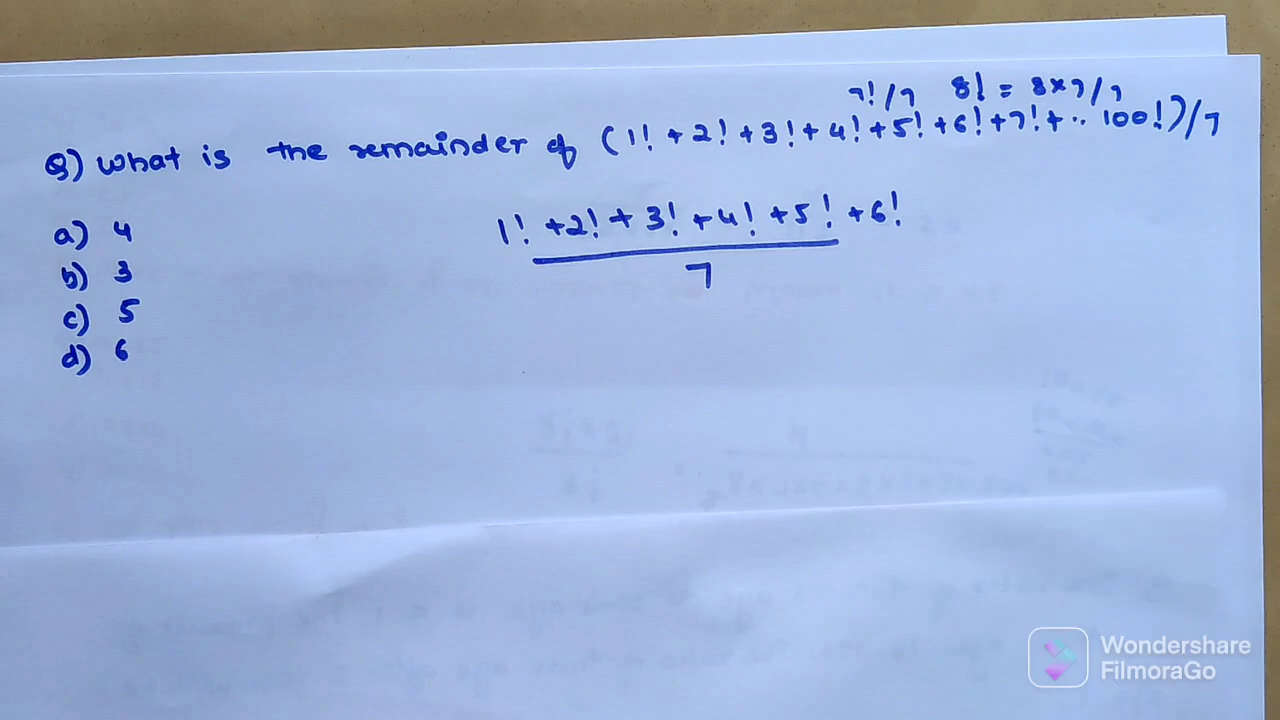 7!/7 8! = 8×7/7
Q) What is the remainder of (1! + 2! + 3! + 4! + 5! + 6! + 7! + .. 100!)/7
a) 4
b) 3
c) 5
d) 6
1! + 2! + 3! + 4! + 5! + 6!
7
Wondershare
FilmoraGo